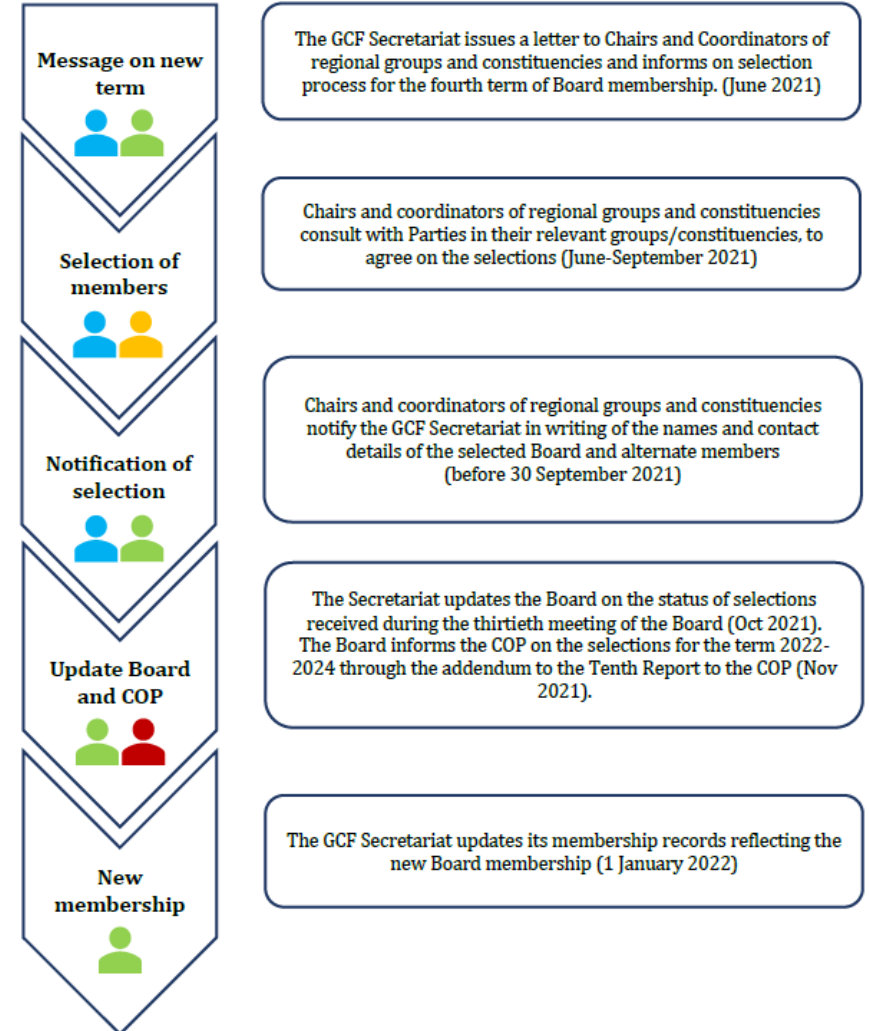 Message on new
term
The GCF Secretariat issues a letter to Chairs and Coordinators of
regional groups and constituencies and informs on selection
process for the fourth term of Board membership. (June 2021)
Selection of
members
Chairs and coordinators of regional groups and constituencies
consult with Parties in their relevant groups/constituencies, to
agree on the selections (June-September 2021)
Notification of
selection
Chairs and coordinators of regional groups and constituencies
notify the GCF Secretariat in writing of the names and contact
details of the selected Board and alternate members
(before 30 September 2021)
Update Board
and COP
The Secretariat updates the Board on the status of selections
received during the thirtieth meeting of the Board (Oct 2021).
The Board informs the COP on the selections for the term 2022-
2024 through the addendum to the Tenth Report to the COP (Nov
2021).
New
membership
The GCF Secretariat updates its membership records reflecting the
new Board membership (1 January 2022)